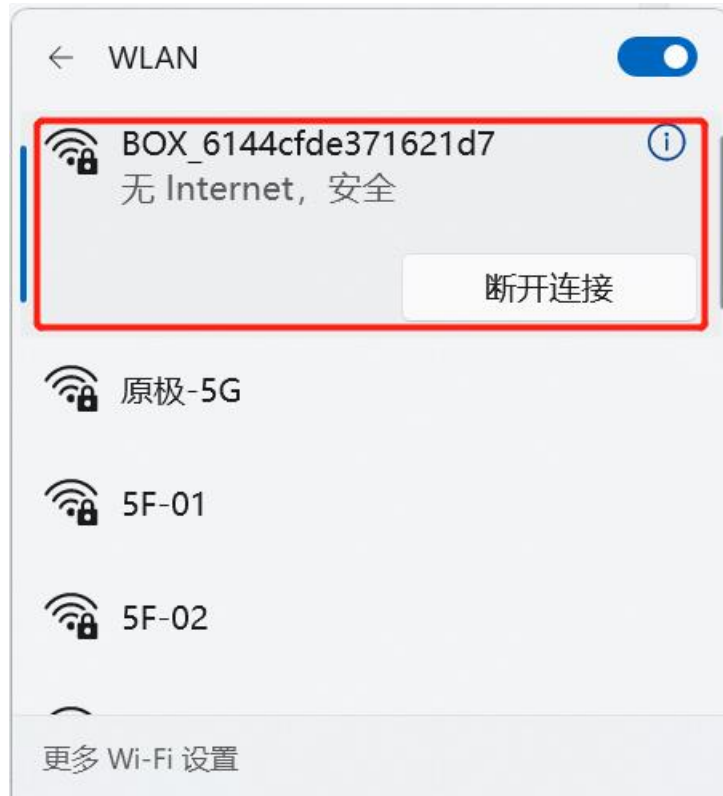 WLAN
BOX_6144cfde371621d7
无 Internet，安全
断开连接
原极-5G
5F-01
5F-02
更多 Wi-Fi 设置